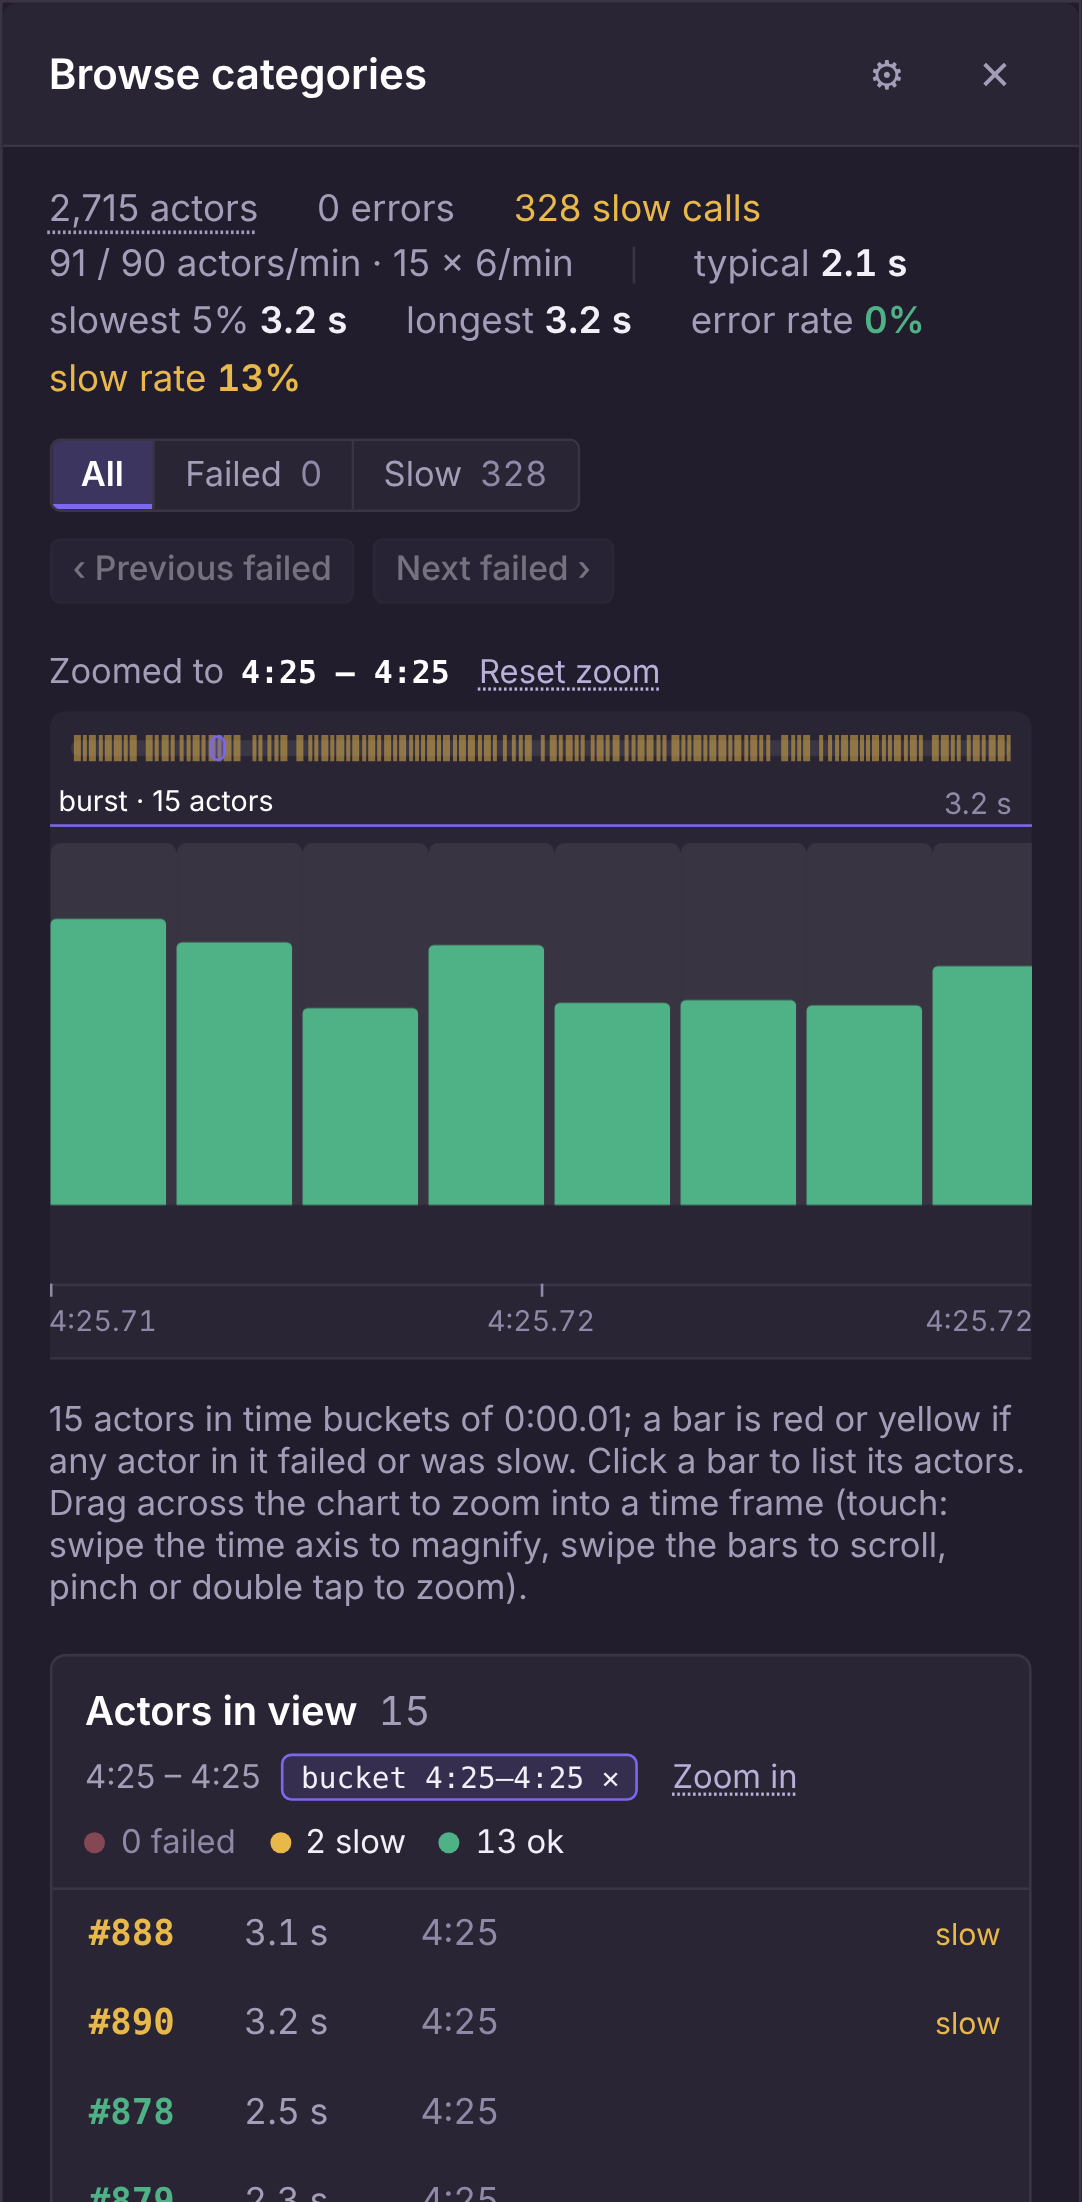 Browse categories ⚙ ✕
2,715 actors 0 errors 328 slow calls
91 / 90 actors/min · 15 × 6/min typical 2.1 s
slowest 5% 3.2 s longest 3.2 s error rate 0%
slow rate 13%
All Failed 0 Slow 328
‹ Previous failed Next failed ›
Zoomed to 4:25 – 4:25 Reset zoom
burst · 15 actors 3.2 s
4:25.71 4:25.72 4:25.72
15 actors in time buckets of 0:00.01; a bar is red or yellow if
any actor in it failed or was slow. Click a bar to list its actors.
Drag across the chart to zoom into a time frame (touch:
swipe the time axis to magnify, swipe the bars to scroll,
pinch or double tap to zoom).
Actors in view 15
4:25 – 4:25 bucket 4:25–4:25 × Zoom in
0 failed 2 slow 13 ok
#888 3.1 s 4:25 slow
#890 3.2 s 4:25 slow
#878 2.5 s 4:25
#879 2.3 s 4:25